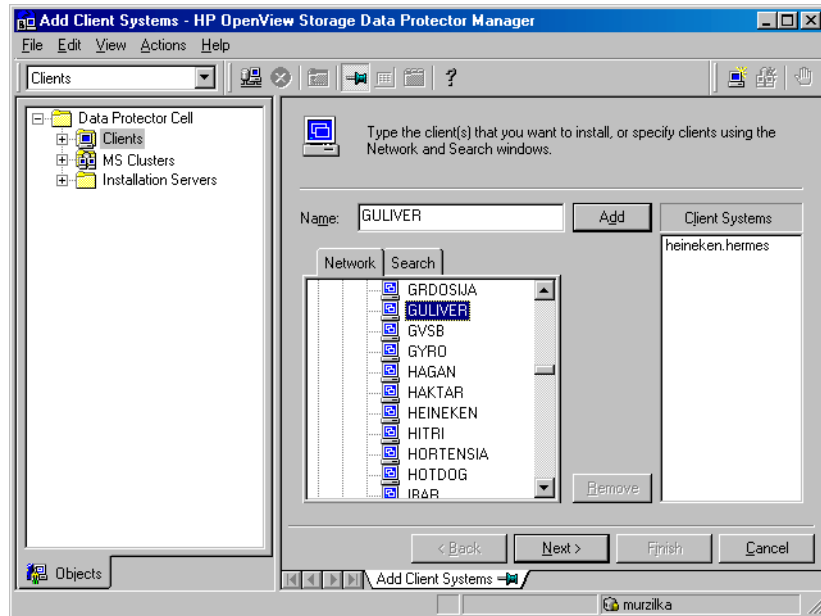 Add Client Systems - HP OpenView Storage Data Protector Manager
File Edit View Actions Help
Clients
Data Protector Cell
Clients
MS Clusters
Installation Servers
Type the client(s) that you want to install, or specify clients using the
Network and Search windows.
Name: GULIVER Add Client Systems
heineken.hermes
Network Search
GRDOSIJA
GULIVER
GVSB
GYRO
HAGAN
HAKTAR
HEINEKEN
HITRI
HORTENSIA
HOTDOG
Remove
< Back Next > Finish Cancel
Objects
Add Client Systems
murzilka